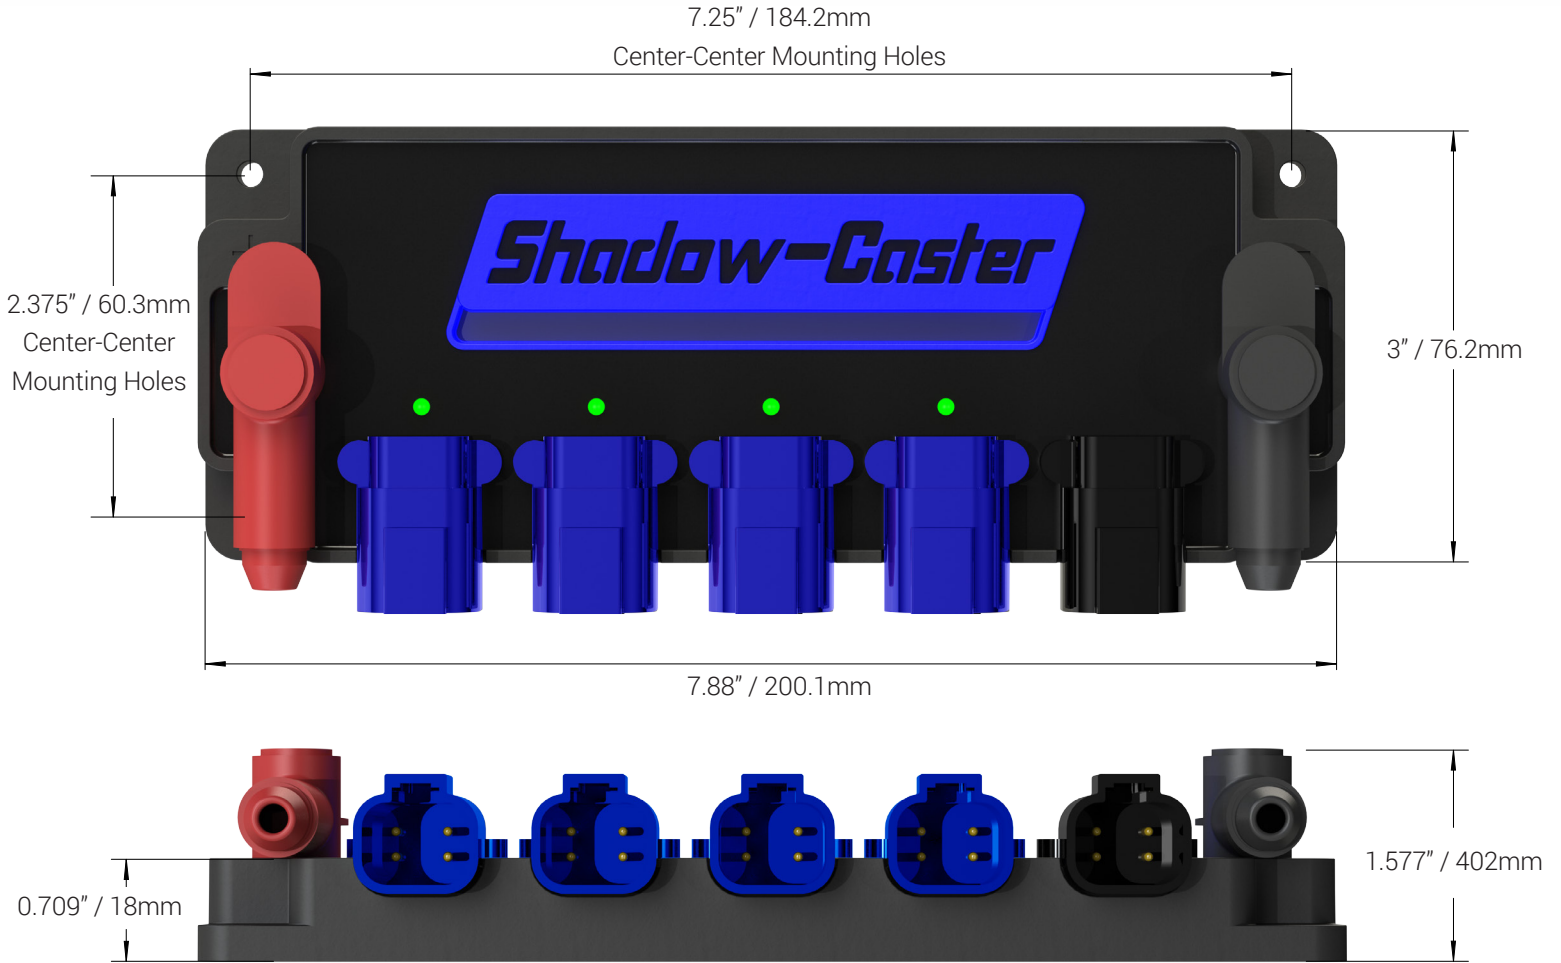 7.25" / 184.2mm
Center-Center Mounting Holes
Shadow-Caster
2.375" / 60.3mm
Center-Center
Mounting Holes
3" / 76.2mm
7.88" / 200.1mm
0.709" / 18mm
1.577" / 402mm